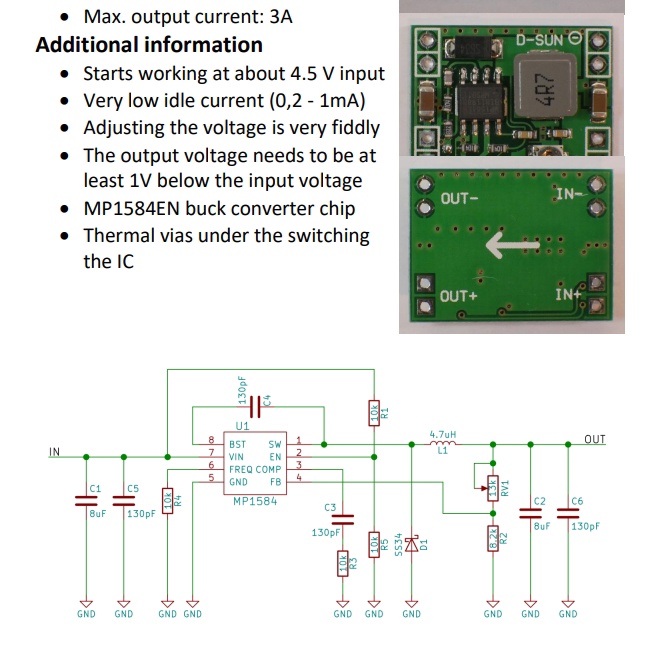 • Max. output current: 3A
Additional information
• Starts working at about 4.5 V input
• Very low idle current (0,2 - 1mA)
• Adjusting the voltage is very fiddly
• The output voltage needs to be at
least 1V below the input voltage
• MP1584EN buck converter chip
• Thermal vias under the switching
the IC
D-SUN
4R7
OUT-
IN-
OUT+
IN+
130pF
C4
10k
R1
U1
8 BST SW 1
7 VIN EN 2
6 FREQ COMP 3
5 GND FB 4
MP1584
IN
4.7uH
L1
OUT
C1
8uF
C5
130pF
10k
R4
C3
130pF
10k
R3
10k
R5
SS34
D1
13k
RV1
8.2k
R2
C2
8uF
C6
130pF
GND GND GND GND GND GND GND GND GND GND